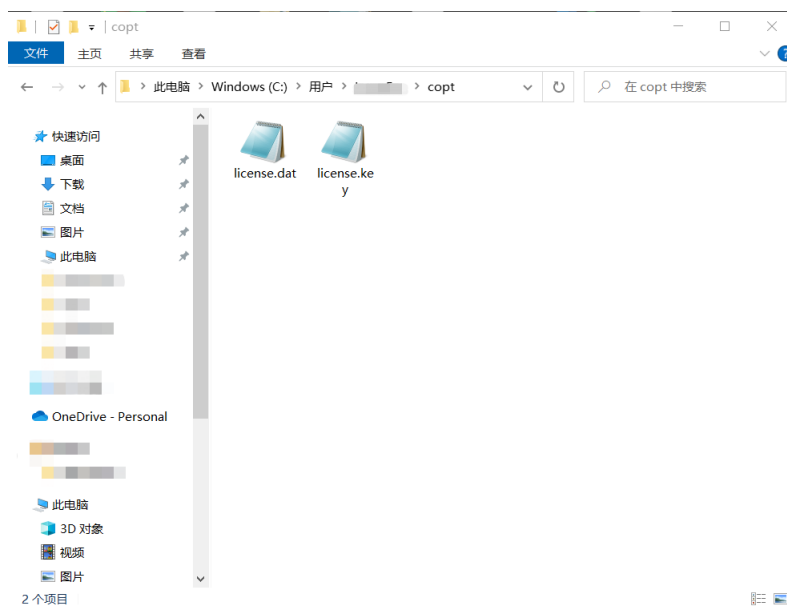 copt
文件 主页 共享 查看
此电脑 Windows (C:) 用户 copt
在 copt 中搜索
快速访问
桌面
下载
文档
图片
此电脑
OneDrive - Personal
此电脑
3D 对象
视频
图片
license.dat
license.ke
y
2 个项目